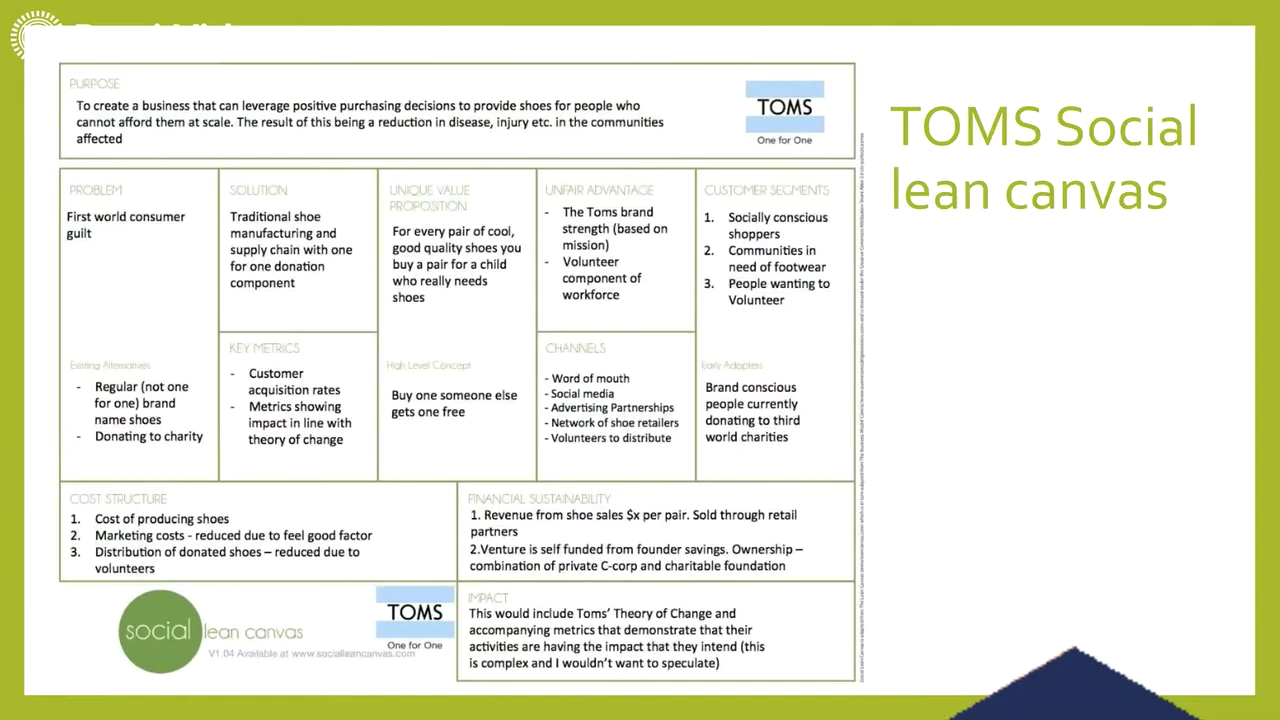 PURPOSE
To create a business that can leverage positive purchasing decisions to provide shoes for people who
cannot afford them at scale. The result of this being a reduction in disease, injury etc. in the communities
affected
TOMS
One for One
TOMS Social
lean canvas
PROBLEM
First world consumer
guilt
Existing Alternatives
- Regular (not one
for one) brand
name shoes
- Donating to charity
SOLUTION
Traditional shoe
manufacturing and
supply chain with one
for one donation
component
KEY METRICS
- Customer
acquisition rates
- Metrics showing
impact in line with
theory of change
UNIQUE VALUE
PROPOSITION
For every pair of cool,
good quality shoes you
buy a pair for a child
who really needs
shoes
High Level Concept
Buy one someone else
gets one free
UNFAIR ADVANTAGE
- The Toms brand
strength (based on
mission)
- Volunteer
component of
workforce
CHANNELS
- Word of mouth
- Social media
- Advertising Partnerships
- Network of shoe retailers
- Volunteers to distribute
CUSTOMER SEGMENTS
1. Socially conscious
shoppers
2. Communities in
need of footwear
3. People wanting to
Volunteer
Early Adopters
Brand conscious
people currently
donating to third
world charities
COST STRUCTURE
1. Cost of producing shoes
2. Marketing costs - reduced due to feel good factor
3. Distribution of donated shoes – reduced due to
volunteers
FINANCIAL SUSTAINABILITY
1. Revenue from shoe sales $x per pair. Sold through retail
partners
2.Venture is self funded from founder savings. Ownership –
combination of private C-corp and charitable foundation
social lean canvas
V1.04 Available at www.socialleancanvas.com
TOMS
One for One
IMPACT
This would include Toms' Theory of Change and
accompanying metrics that demonstrate that their
activities are having the impact that they intend (this
is complex and I wouldn't want to speculate)